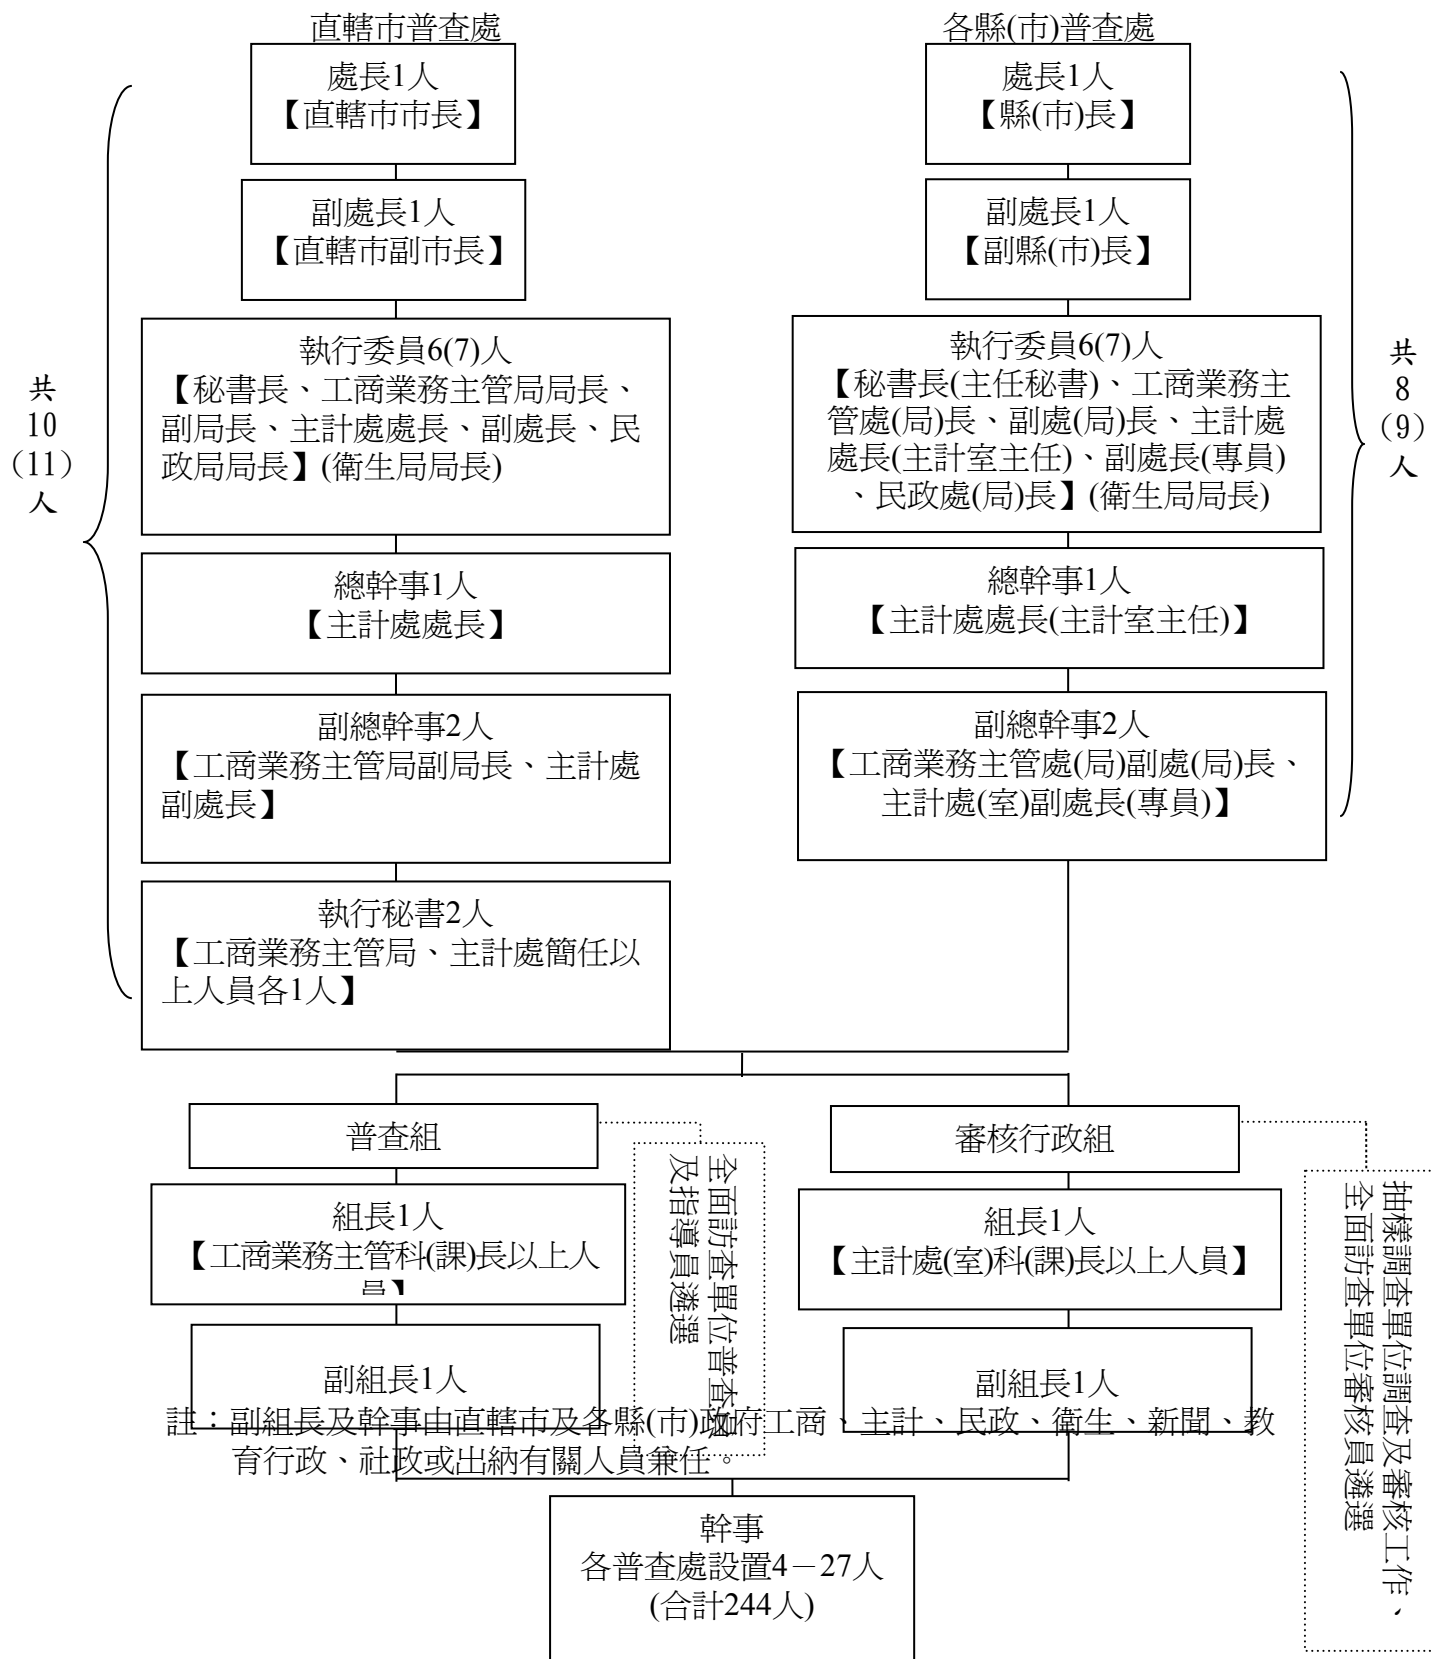 直轄市普查處
處長1人
【直轄市市長】
副處長1人
【直轄市副市長】
執行委員6(7)人
【秘書長、工商業務主管局局長、
副局長、主計處處長、副處長、民
政局局長】(衛生局局長)
總幹事1人
【主計處處長】
副總幹事2人
【工商業務主管局副局長、主計處
副處長】
執行秘書2人
【工商業務主管局、主計處簡任以
上人員各1人】
共
10
(11)
人
各縣(市)普查處
處長1人
【縣(市)長】
副處長1人
【副縣(市)長】
執行委員6(7)人
【秘書長(主任秘書)、工商業務主
管處(局)長、副處(局)長、主計處
處長(主計室主任)、副處長(專員)
、民政處(局)長】(衛生局局長)
總幹事1人
【主計處處長(主計室主任)】
副總幹事2人
【工商業務主管處(局)副處(局)長、
主計處(室)副處長(專員)】
共
8
(9)
人
普查組
組長1人
【工商業務主管科(課)長以上人
員】
副組長1人
全面訪查單位普查員
及指導員遴選
審核行政組
組長1人
【主計處(室)科(課)長以上人員】
副組長1人
抽樣調查單位調查及審核工作、
全面訪查單位審核員遴選
註：副組長及幹事由直轄市及各縣(市)政府工商、主計、民政、衛生、新聞、教
育行政、社政或出納有關人員兼任。
幹事
各普查處設置4－27人
(合計244人)